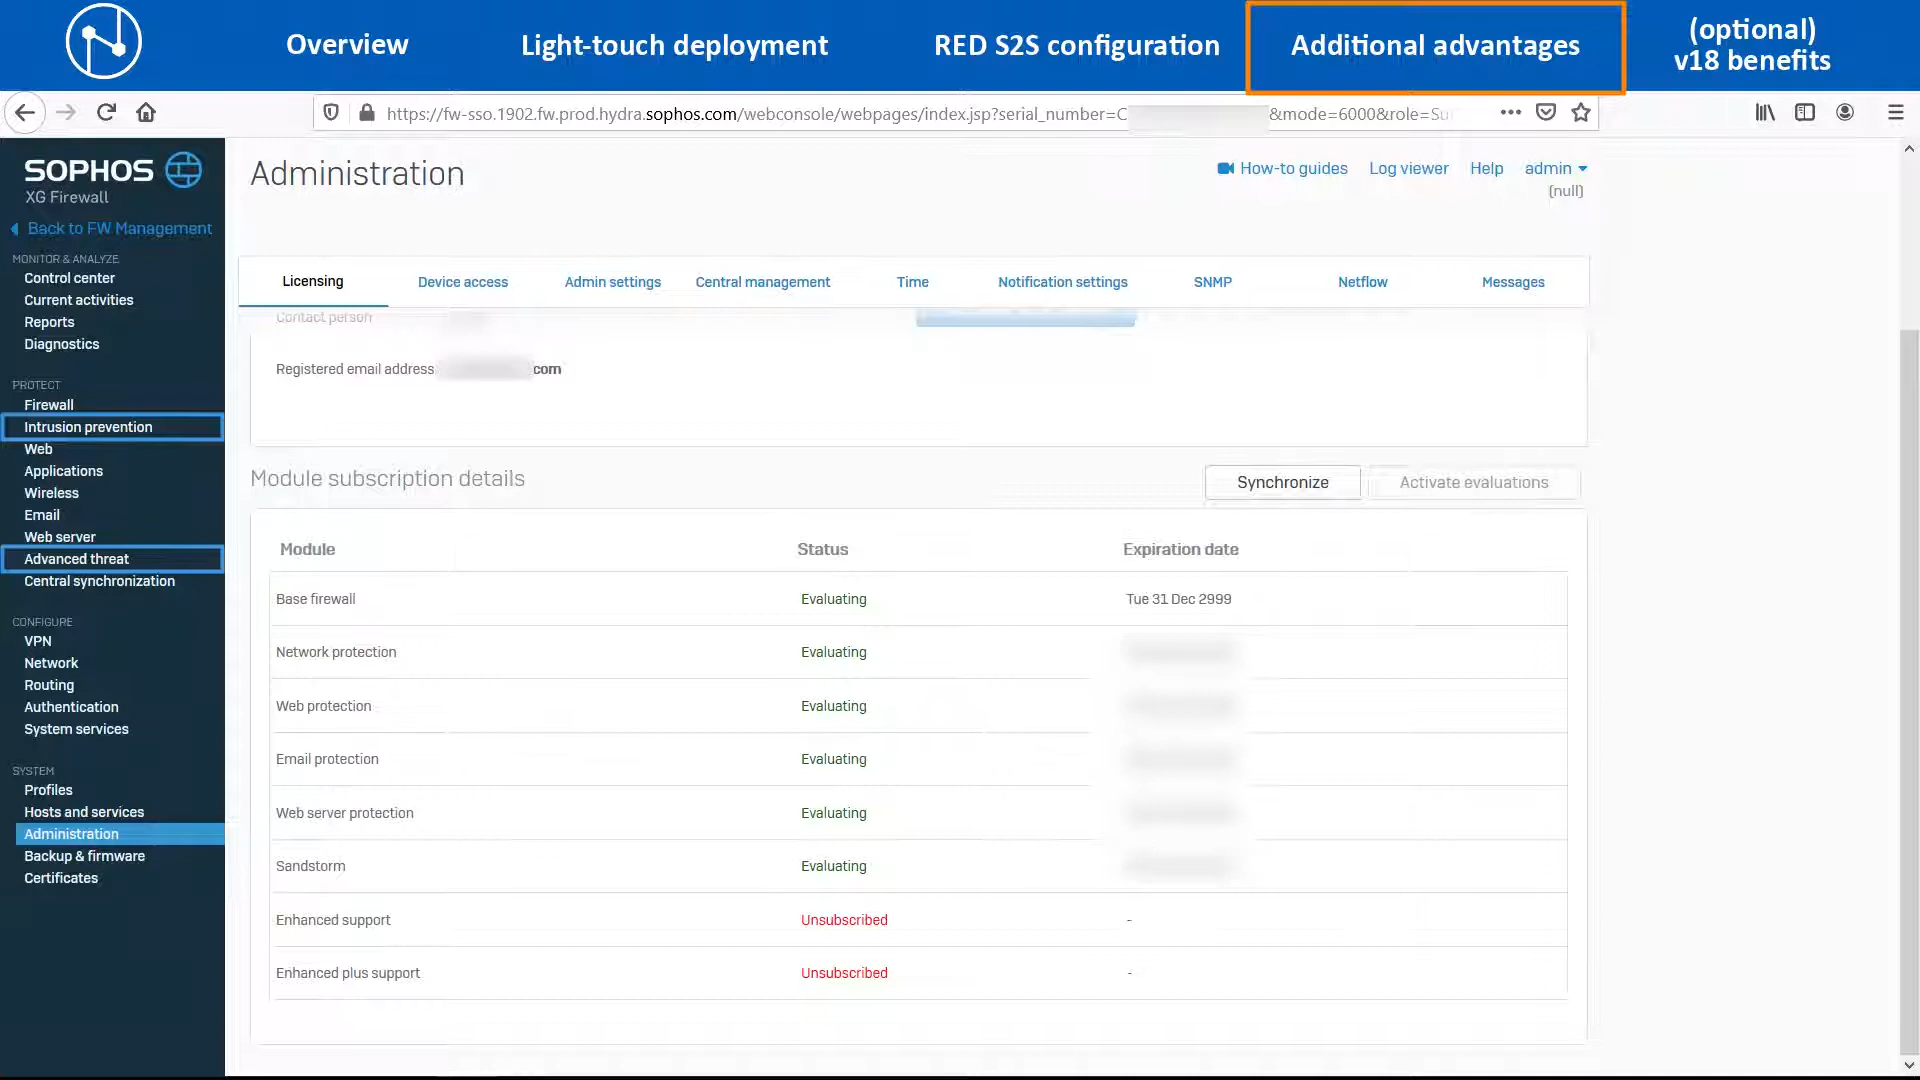 Overview
Light-touch deployment
RED S2S configuration
Additional advantages
(optional)
v18 benefits
https://fw-sso.1902.fw.prod.hydra.sophos.com/webconsole/webpages/index.jsp?serial_number=C
&mode=6000&role=Su
SOPHOS
XG Firewall
Back to FW Management
MONITOR & ANALYZE
Control center
Current activities
Reports
Diagnostics
PROTECT
Firewall
Intrusion prevention
Web
Applications
Wireless
Email
Web server
Advanced threat
Central synchronization
CONFIGURE
VPN
Network
Routing
Authentication
System services
SYSTEM
Profiles
Hosts and services
Administration
Backup & firmware
Certificates
Administration
How-to guides
Log viewer
Help
admin
(null)
Licensing
Device access
Admin settings
Central management
Time
Notification settings
SNMP
Netflow
Messages
Contact person
Registered email address
com
Module subscription details
Synchronize
Activate evaluations
Module Status Expiration date
Base firewall Evaluating Tue 31 Dec 2999
Network protection Evaluating
Web protection Evaluating
Email protection Evaluating
Web server protection Evaluating
Sandstorm Evaluating
Enhanced support Unsubscribed -
Enhanced plus support Unsubscribed -